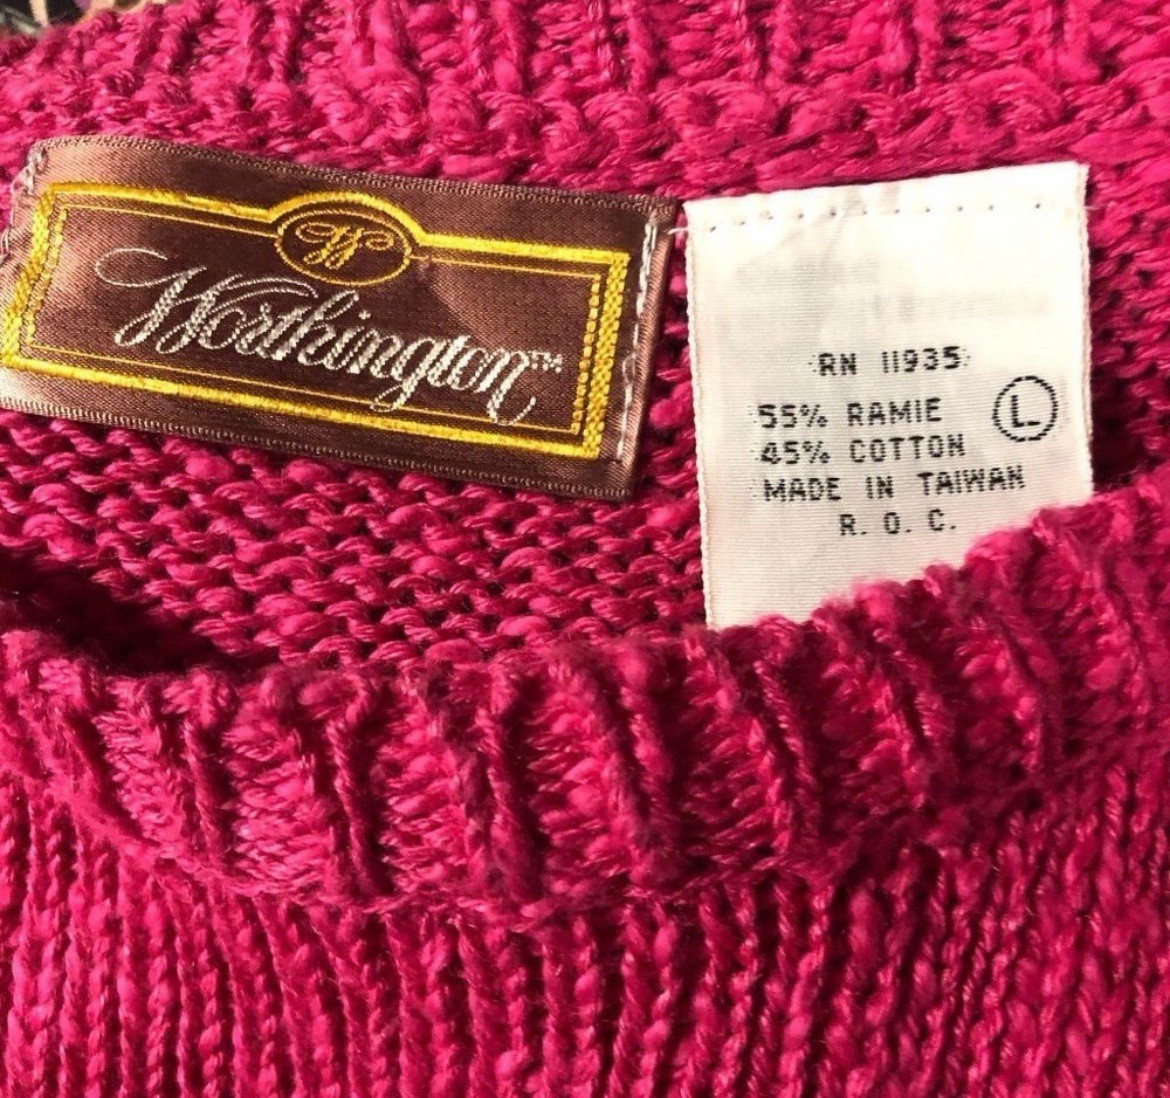 W
Worthington™
RN 11935
55% RAMIE
L
45% COTTON
MADE IN TAIWAN
R. O. C.